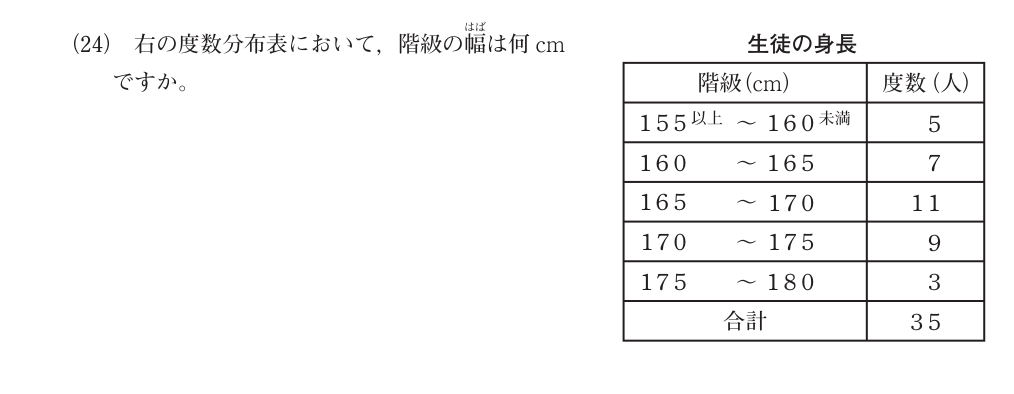 (24) 右の度数分布表において，階級の幅は何 cm
はば
ですか。
生徒の身長
階級(cm) 度数(人)
155以上 ～ 160未満 5
160 ～ 165 7
165 ～ 170 11
170 ～ 175 9
175 ～ 180 3
合計 35